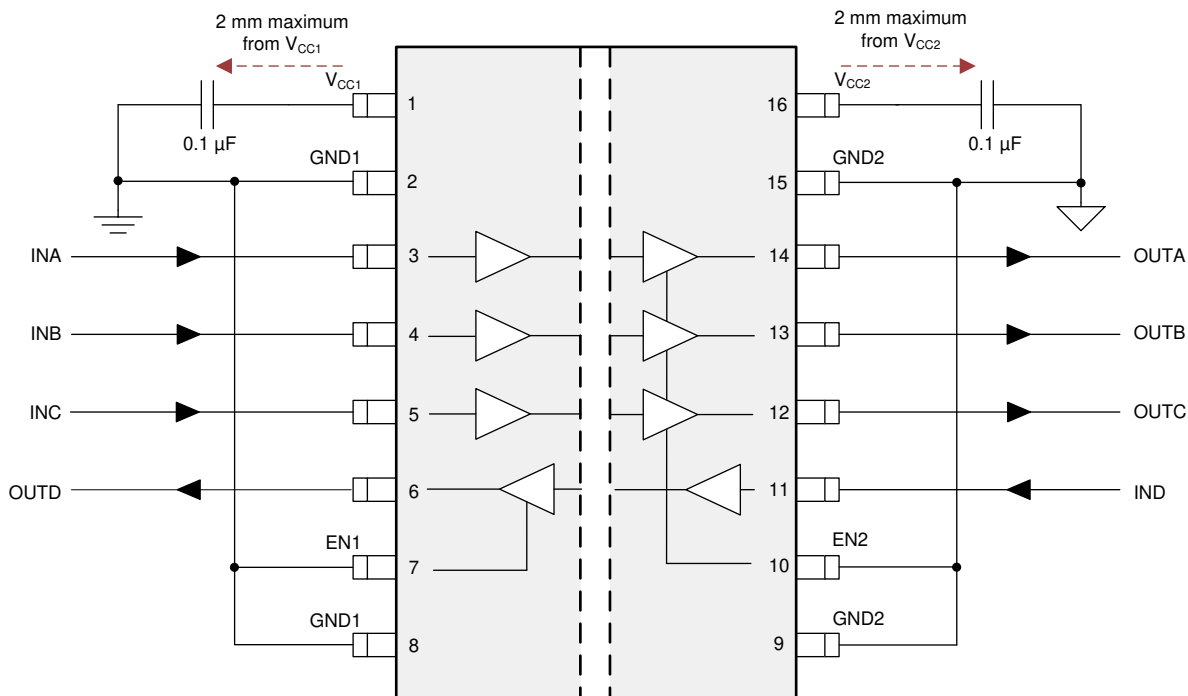 2 mm maximum
from VCC1
2 mm maximum
from VCC2
VCC1
1
16
VCC2
0.1 µF
0.1 µF
GND1
2
15
GND2
INA
3
14
OUTA
INB
4
13
OUTB
INC
5
12
OUTC
OUTD
6
11
IND
EN1
7
10
EN2
GND1
8
9
GND2